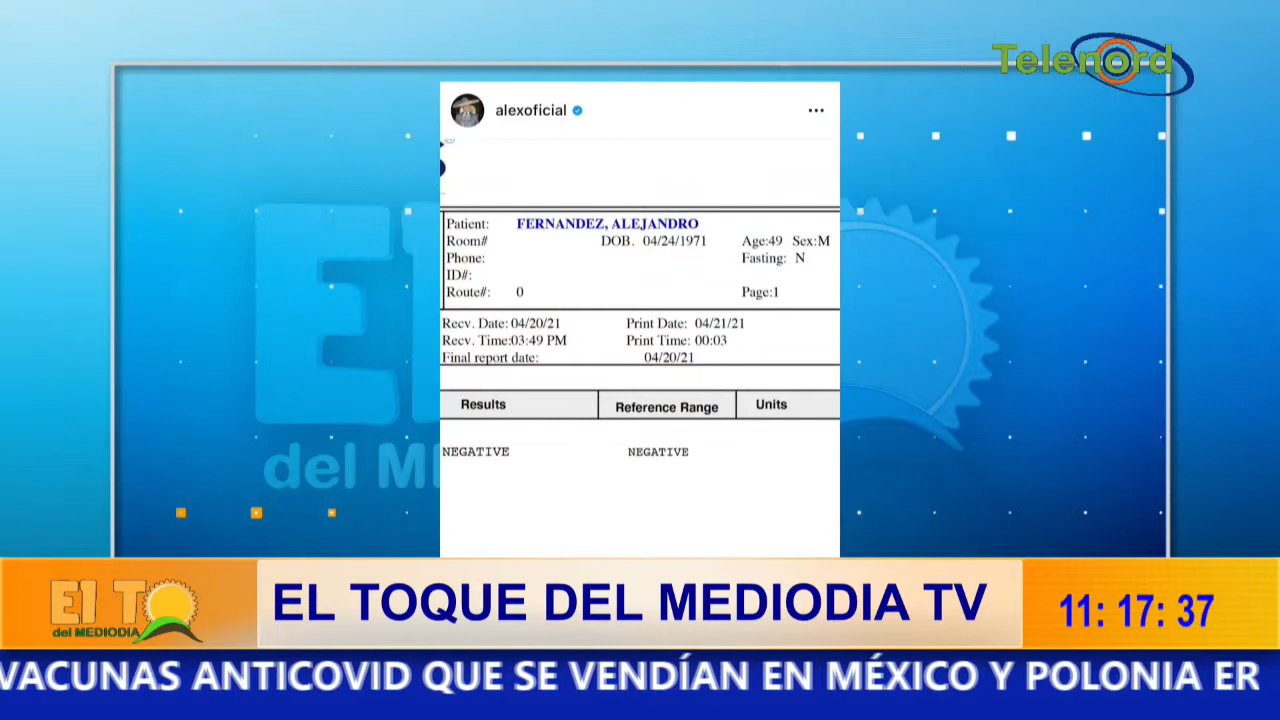 Telenord
alexoficial
Patient: FERNANDEZ, ALEJANDRO
Room# DOB. 04/24/1971 Age:49 Sex:M
Phone: Fasting: N
ID#:
Route#: 0 Page:1
Recv. Date: 04/20/21 Print Date: 04/21/21
Recv. Time:03:49 PM Print Time: 00:03
Final report date: 04/20/21
Results Reference Range Units
NEGATIVE NEGATIVE
del M
El To
del MEDIODIA
EL TOQUE DEL MEDIODIA TV
11: 17: 37
VACUNAS ANTICOVID QUE SE VENDÍAN EN MÉXICO Y POLONIA ER